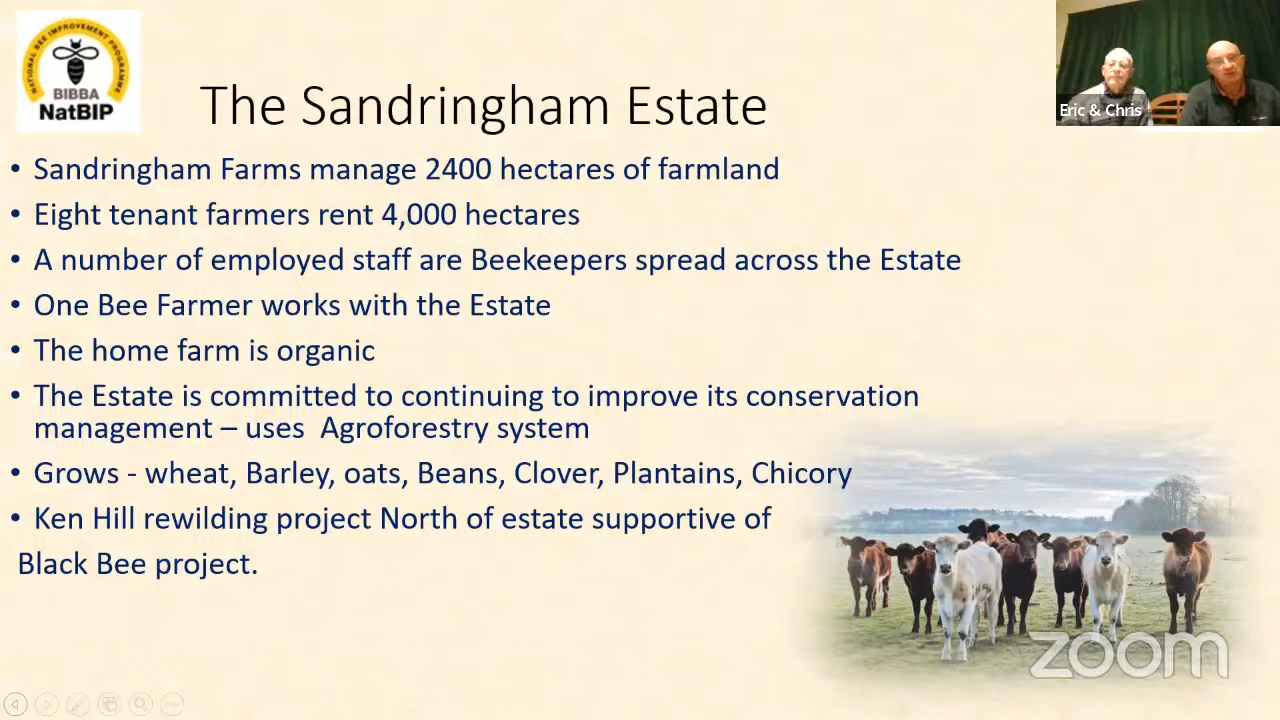 NATIONAL BEE IMPROVEMENT PROGRAMME
BIBBA
NatBIP
The Sandringham Estate
Eric & Chris
• Sandringham Farms manage 2400 hectares of farmland
• Eight tenant farmers rent 4,000 hectares
• A number of employed staff are Beekeepers spread across the Estate
• One Bee Farmer works with the Estate
• The home farm is organic
• The Estate is committed to continuing to improve its conservation
management – uses  Agroforestry system
• Grows - wheat, Barley, oats, Beans, Clover, Plantains, Chicory
• Ken Hill rewilding project North of estate supportive of
Black Bee project.
zoom